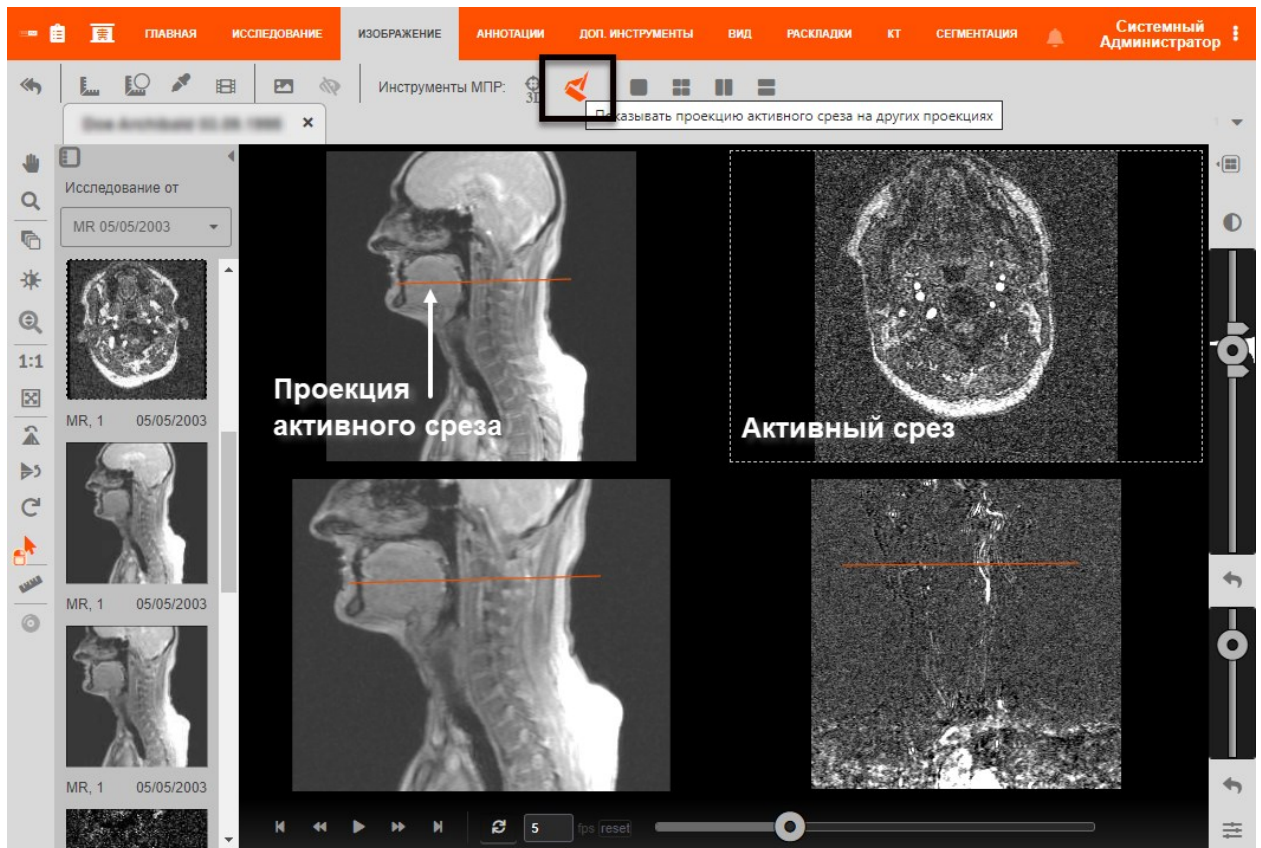 ГЛАВНАЯ ИССЛЕДОВАНИЕ ИЗОБРАЖЕНИЕ АННОТАЦИИ ДОП. ИНСТРУМЕНТЫ ВИД РАСКЛАДКИ КТ СЕГМЕНТАЦИЯ Системный
Администратор
Инструменты МПР: 3D
Показывать проекцию активного среза на других проекциях
Исследование от
MR 05/05/2003
MR, 1 05/05/2003
MR, 1 05/05/2003
MR, 1 05/05/2003
1:1
Проекция
активного среза
Активный срез
5 fps reset